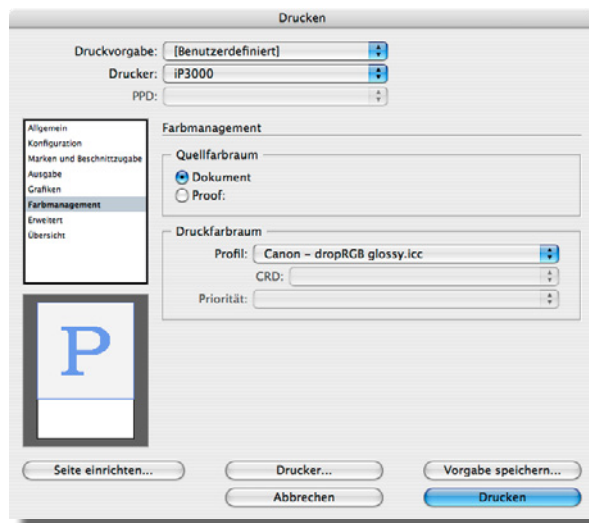 Drucken
Druckvorgabe: [Benutzerdefiniert]
Drucker: iP3000
PPD:
Allgemein
Konfiguration
Marken und Beschnittzugabe
Ausgabe
Grafiken
Farbmanagement
Erweitert
Übersicht
Farbmanagement
Quellfarbraum
Dokument
Proof:
Druckfarbraum
Profil: Canon – dropRGB glossy.icc
CRD:
Priorität:
P
Seite einrichten... Drucker... Vorgabe speichern...
Abbrechen Drucken